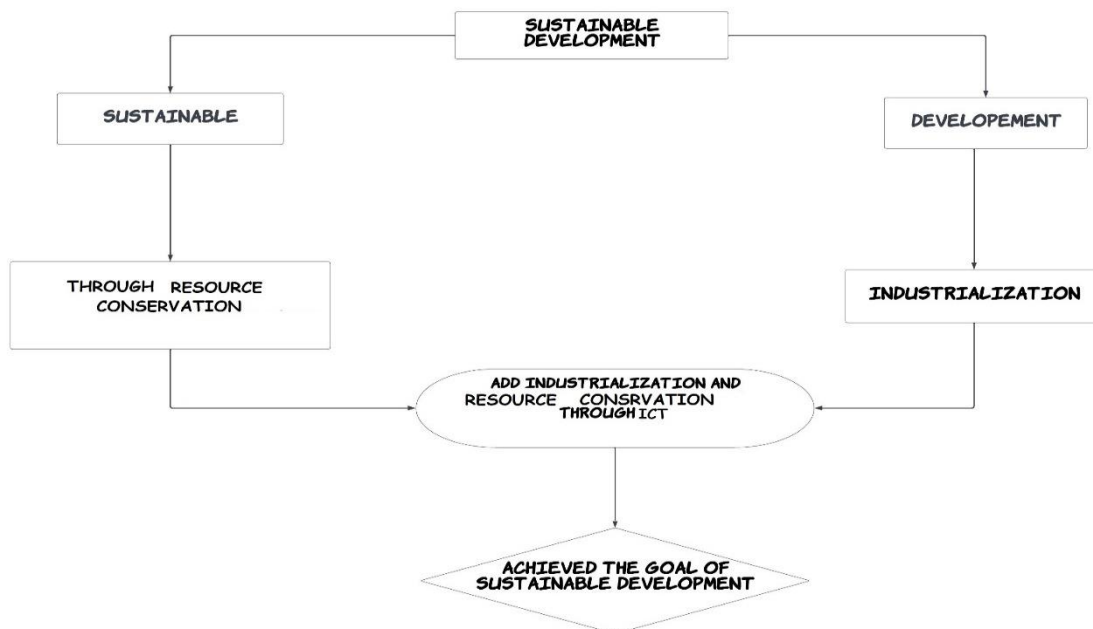 SUSTAINABLE
DEVELOPMENT
SUSTAINABLE
DEVELOPEMENT
THROUGH RESOURCE
CONSERVATION
INDUSTRIALIZATION
ADD INDUSTRIALIZATION AND
RESOURCE CONSRVATION
THROUGH ICT
ACHIEVED THE GOAL OF
SUSTAINABLE DEVELOPMENT